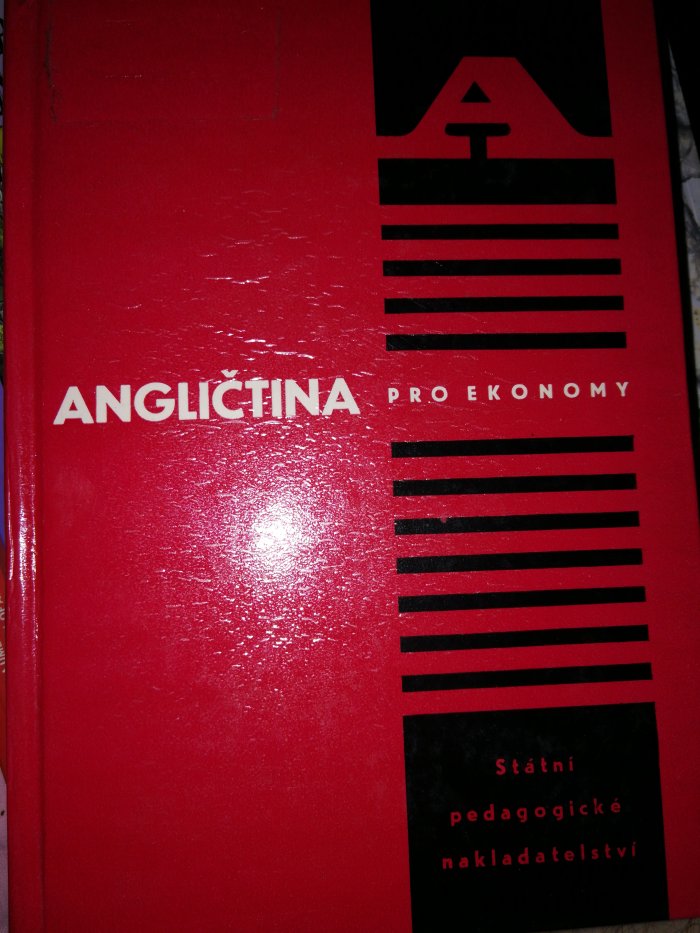 A
ANGLIČTINA PRO EKONOMY
Státní
pedagogické
nakladatelství